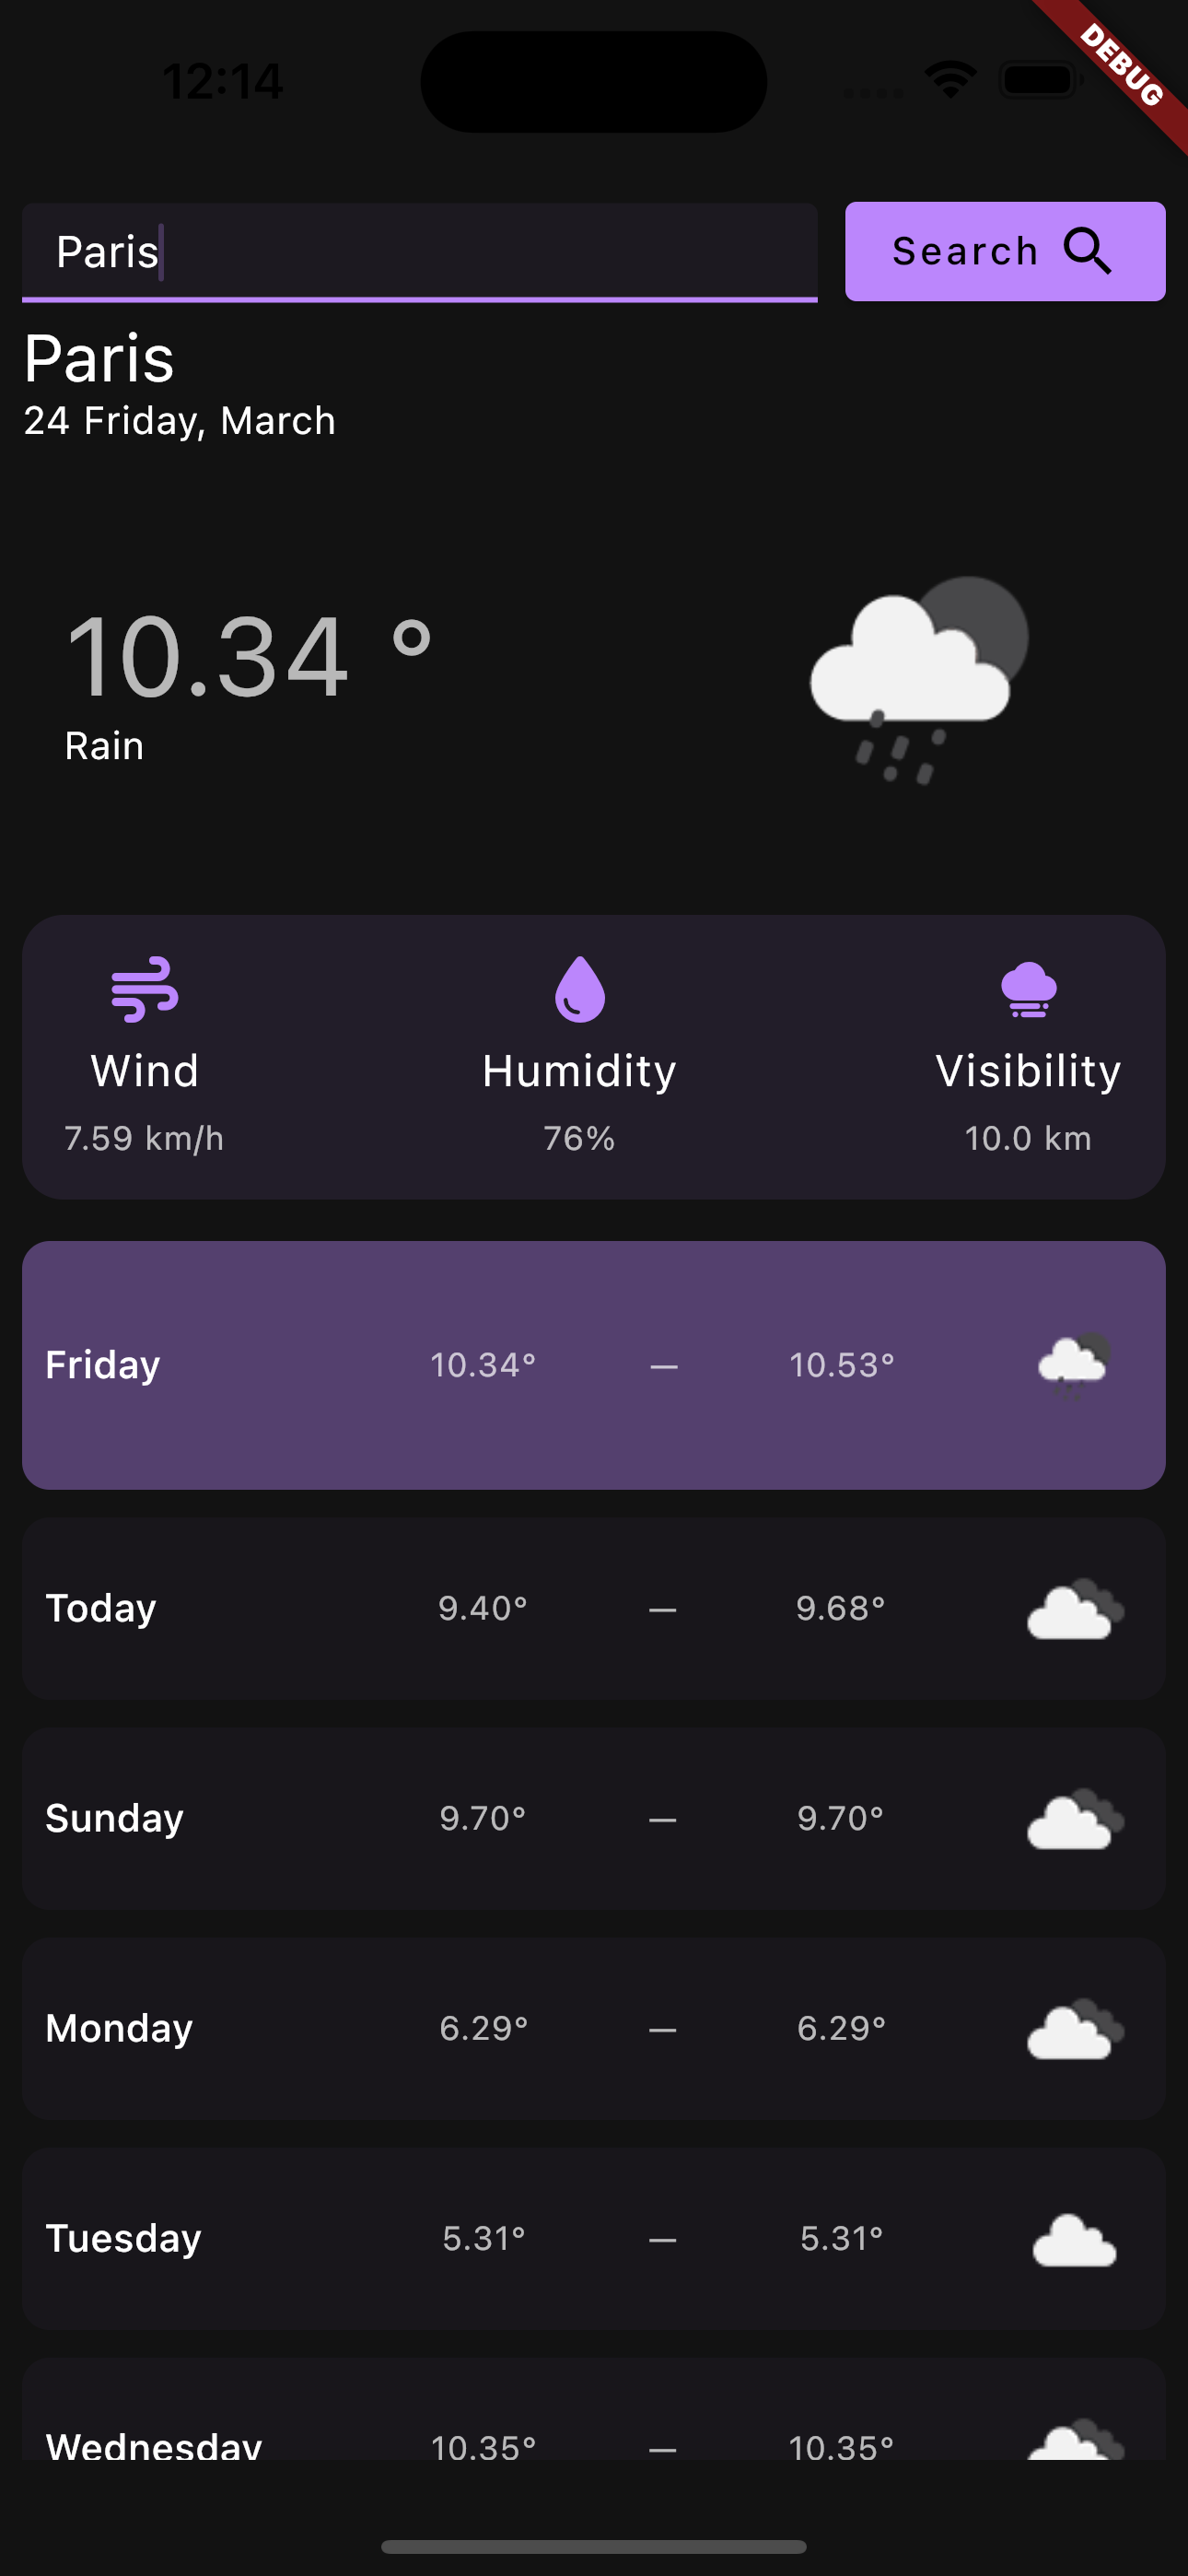 12:14
DEBUG
Paris
Search
Paris
24 Friday, March
10.34 °
Rain
Wind Humidity Visibility
7.59 km/h 76% 10.0 km
Friday 10.34° — 10.53°
Today 9.40° — 9.68°
Sunday 9.70° — 9.70°
Monday 6.29° — 6.29°
Tuesday 5.31° — 5.31°
Wednesday 10.35° — 10.35°